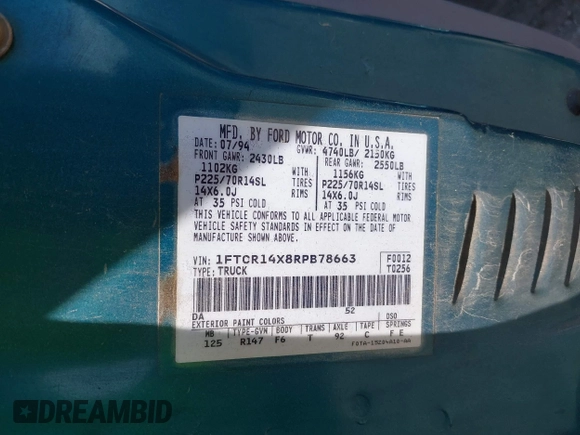 MFD. BY FORD MOTOR CO. IN U.S.A.
DATE: 07/94 GVWR: 4740LB/ 2150KG
FRONT GAWR: 2430LB REAR GAWR: 2550LB
1102KG WITH 1156KG WITH
P225/70R14SL TIRES P225/70R14SL TIRES
14X6.0J RIMS 14X6.0J RIMS
AT 35 PSI COLD AT 35 PSI COLD
THIS VEHICLE CONFORMS TO ALL APPLICABLE FEDERAL MOTOR
VEHICLE SAFETY STANDARDS IN EFFECT ON THE DATE OF
MANUFACTURE SHOWN ABOVE.
VIN: 1FTCR14X8RPB78663 F0012
TYPE: TRUCK T0256
52
DA DSO
EXTERIOR PAINT COLORS
WB TYPE-GVW BODY TRANS AXLE TAPE SPRINGS
125 R147 F6 T 92 C F E
DREAMBID